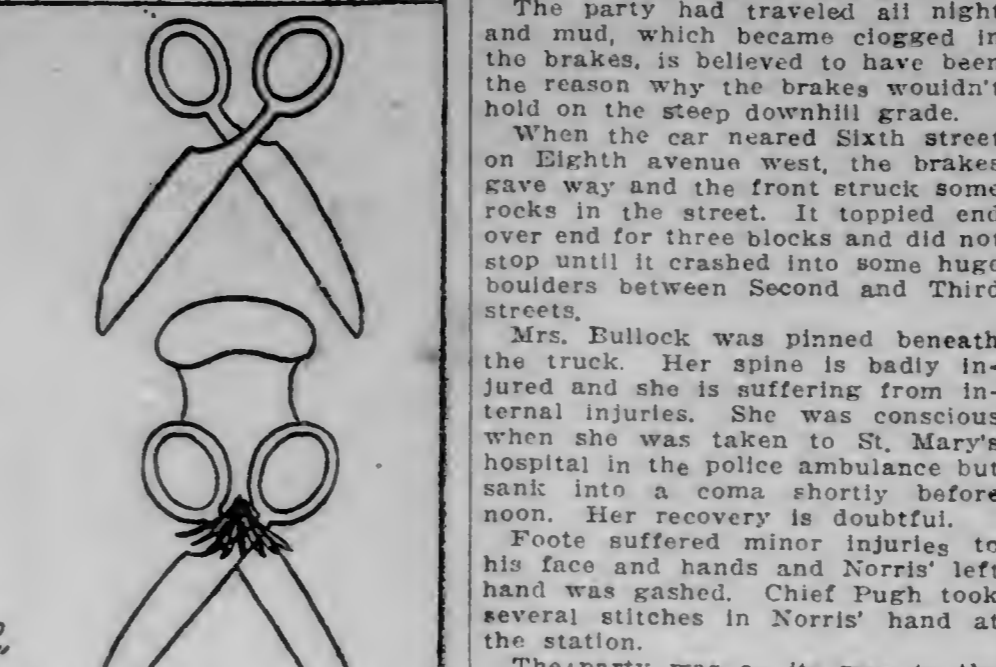 The party had traveled all night
and mud, which became clogged in
the brakes, is believed to have been
the reason why the brakes wouldn't
hold on the steep downhill grade.
When the car neared Sixth street
on Eighth avenue west, the brakes
gave way and the front struck some
rocks in the street. It toppled end
over end for three blocks and did not
stop until it crashed into some huge
boulders between Second and Third
streets.
Mrs. Bullock was pinned beneath
the truck. Her spine is badly in-
jured and she is suffering from in-
ternal injuries. She was conscious
when she was taken to St. Mary's
hospital in the police ambulance but
sank into a coma shortly before
noon. Her recovery is doubtful.
Foote suffered minor injuries to
his face and hands and Norris' left
hand was gashed. Chief Pugh took
several stitches in Norris' hand at
the station.
The party was